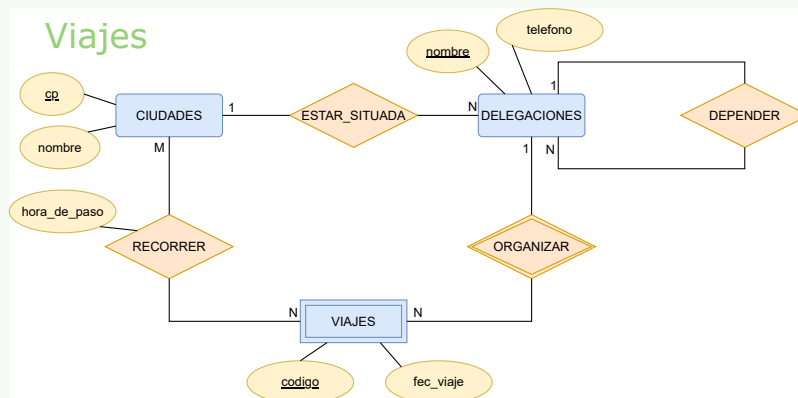 Viajes
telefono
nombre
cp
1
CIUDADES
1
ESTAR_SITUADA
N
DELEGACIONES
DEPENDER
nombre
M
1
N
hora_de_paso
RECORRER
ORGANIZAR
N
VIAJES
N
codigo
fec_viaje